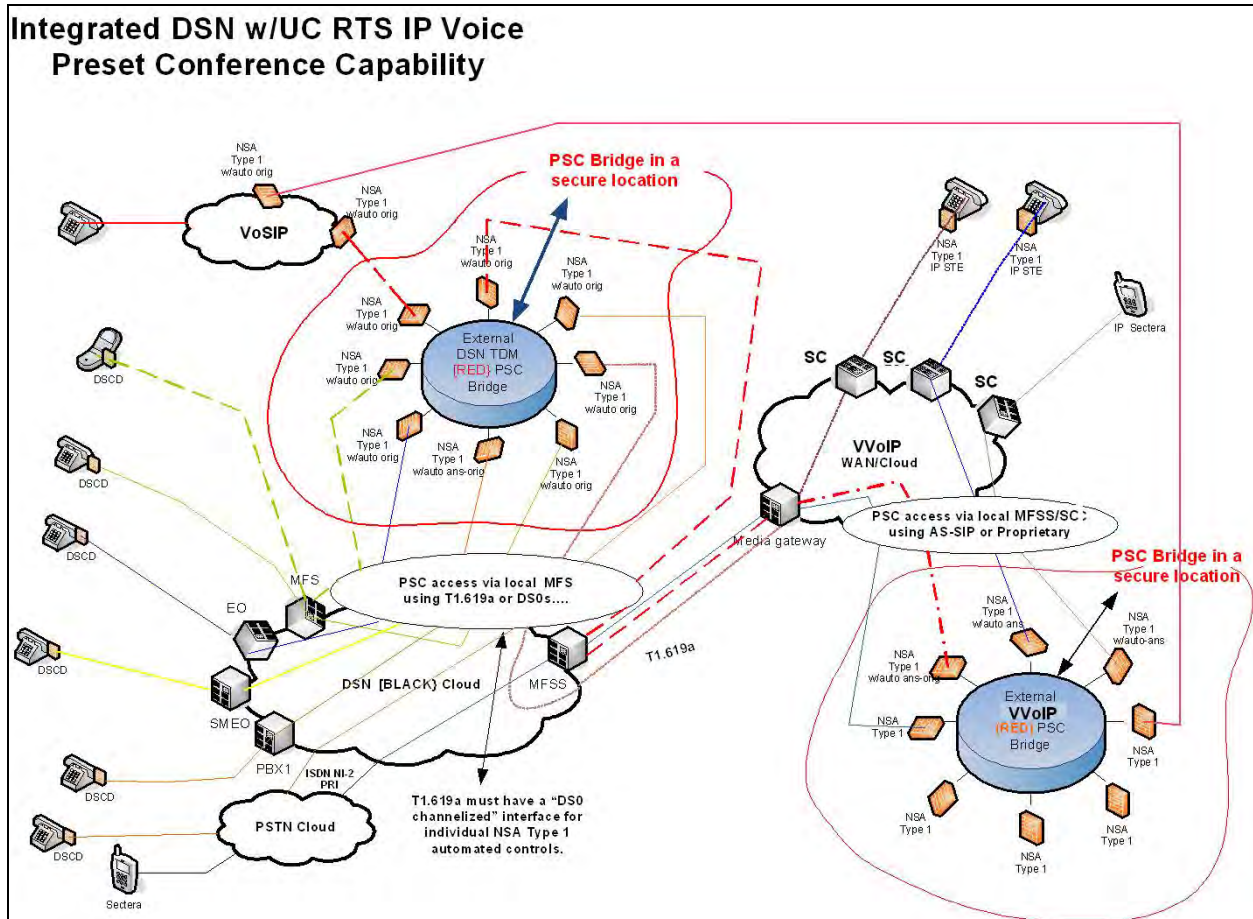 Integrated DSN w/UC RTS IP Voice
Preset Conference Capability
NSA
Type 1
w/auto orig
NSA
Type 1
w/auto orig
VoSIP
PSC Bridge in a
secure location
NSA
Type 1
w/auto orig
NSA
Type 1
w/auto orig
NSA
Type 1
w/auto orig
NSA
Type 1
w/auto orig
NSA
Type 1
w/auto orig
NSA
Type 1
w/auto orig
NSA
Type 1
w/auto ans-orig
NSA
Type 1
w/auto orig
External
DSN TDM
{RED} PSC
Bridge
NSA
Type 1
IP STE
NSA
Type 1
IP STE
IP Sectera
SC
SC
SC
VVoIP
WAN/Cloud
Media gateway
PSC access via local MFSS/SC
using AS-SIP or Proprietary
PSC Bridge in a
secure location
DSCD
DSCD
DSCD
DSCD
DSCD
DSCD
Sectera
MFS
EO
SMEO
PBX1
PSC access via local MFS
using T1.619a or DS0s....
DSN {BLACK} Cloud
MFSS
T1.619a
ISDN NI-2
PRI
PSTN Cloud
T1.619a must have a “DS0
channelized” interface for
individual NSA Type 1
automated controls.
NSA
Type 1
w/auto ans
NSA
Type 1
w/auto-ans
NSA
Type 1
w/auto ans-orig
NSA
Type 1
NSA
Type 1
NSA
Type 1
NSA
Type 1
NSA
Type 1
External
VVoIP
{RED} PSC
Bridge